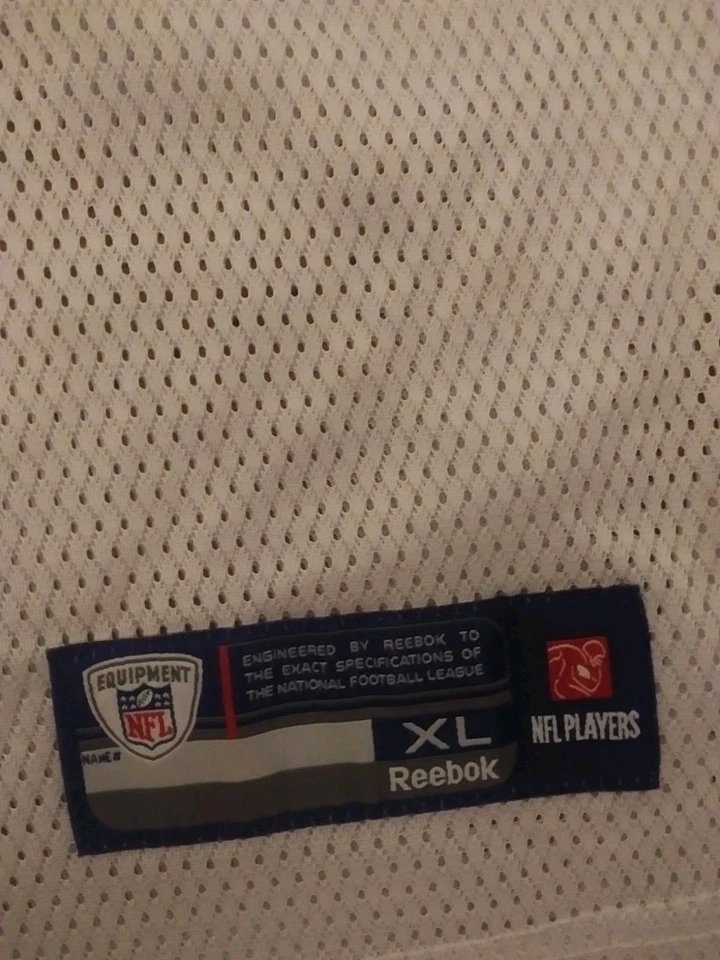 EQUIPMENT
NFL
NAME#
ENGINEERED BY REEBOK TO
THE EXACT SPECIFICATIONS OF
THE NATIONAL FOOTBALL LEAGUE
XL
Reebok
NFL PLAYERS